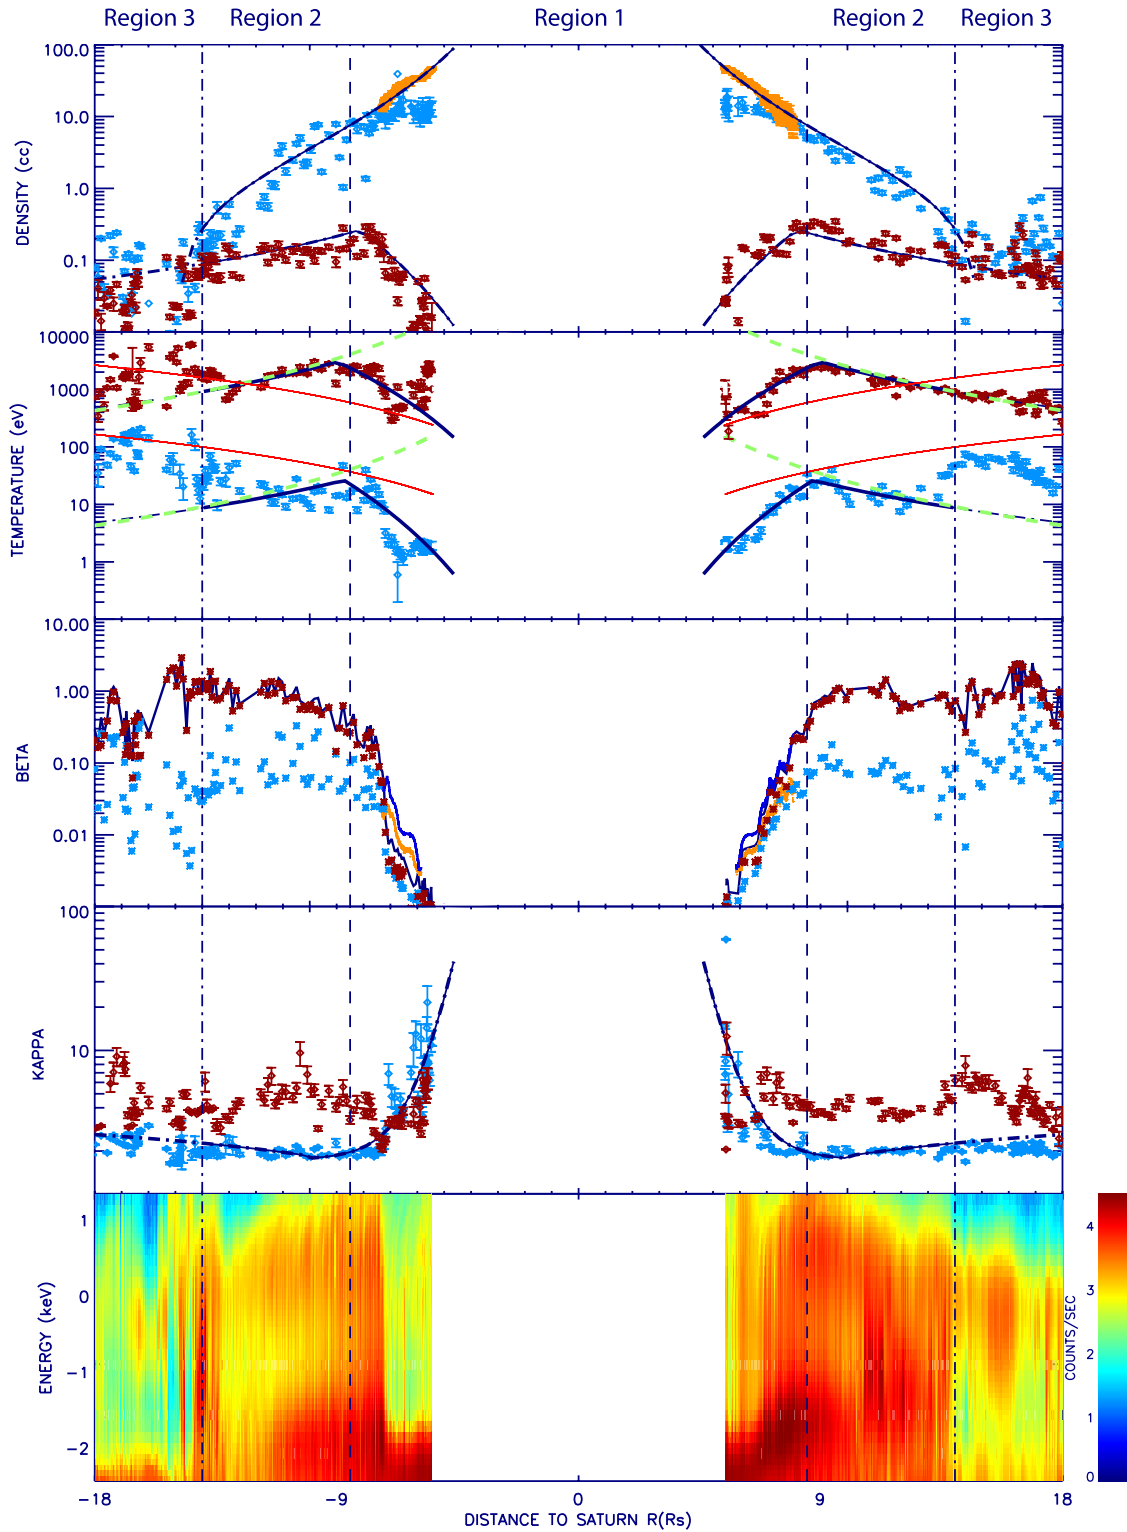 Region 3 Region 2 Region 1 Region 2 Region 3
100.0
10.0
1.0
0.1
DENSITY (cc)
10000
1000
100
10
1
TEMPERATURE (eV)
10.00
1.00
0.10
0.01
BETA
100
10
KAPPA
1
0
−1
−2
ENERGY (keV)
4
3
2
1
0
COUNTS/SEC
−18 −9 0 9 18
DISTANCE TO SATURN R(Rs)